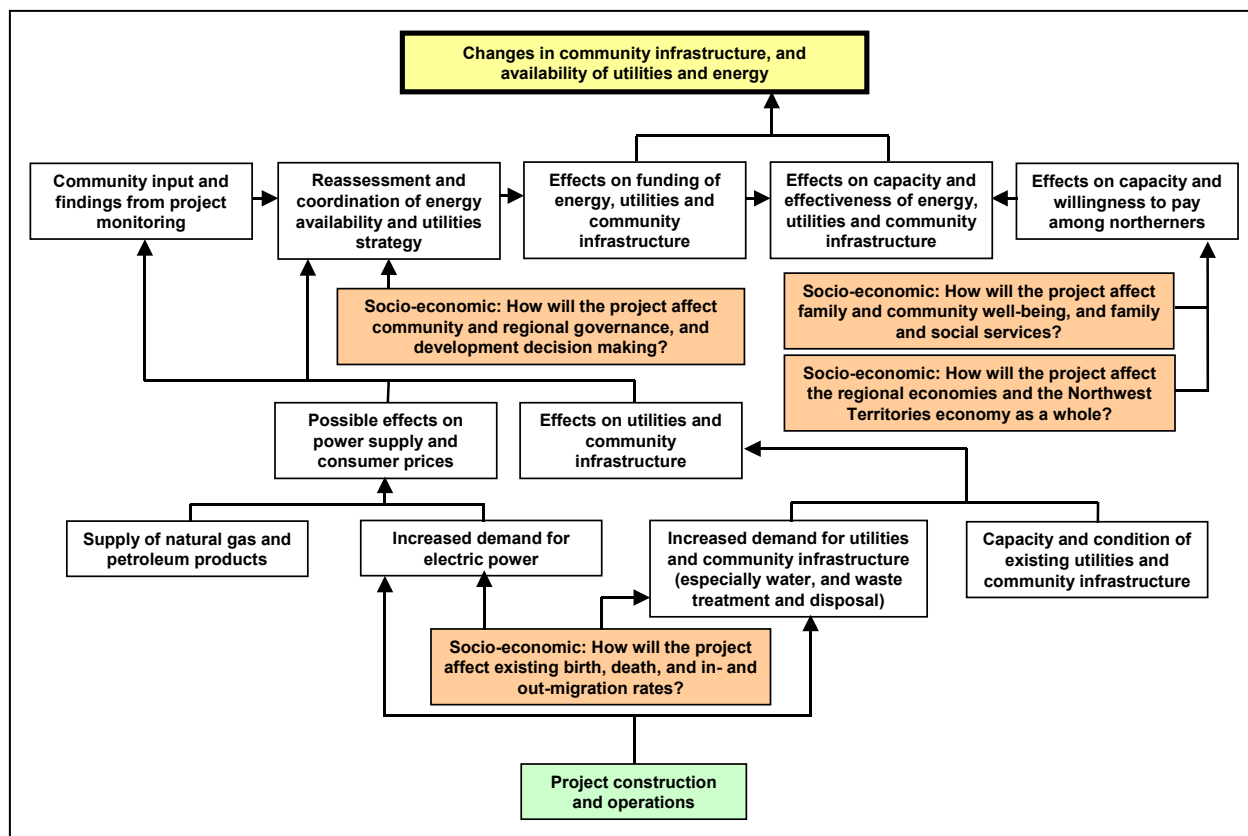 Changes in community infrastructure, and
availability of utilities and energy
Community input and
findings from project
monitoring
Reassessment and
coordination of energy
availability and utilities
strategy
Effects on funding of
energy, utilities and
community
infrastructure
Effects on capacity and
effectiveness of energy,
utilities and community
infrastructure
Effects on capacity and
willingness to pay
among northerners
Socio-economic: How will the project affect
community and regional governance, and
development decision making?
Socio-economic: How will the project affect
family and community well-being, and family
and social services?
Socio-economic: How will the project affect
the regional economies and the Northwest
Territories economy as a whole?
Possible effects on
power supply and
consumer prices
Effects on utilities and
community
infrastructure
Supply of natural gas and
petroleum products
Increased demand for
electric power
Increased demand for utilities
and community infrastructure
(especially water, and waste
treatment and disposal)
Capacity and condition of
existing utilities and
community infrastructure
Socio-economic: How will the project
affect existing birth, death, and in- and
out-migration rates?
Project construction
and operations